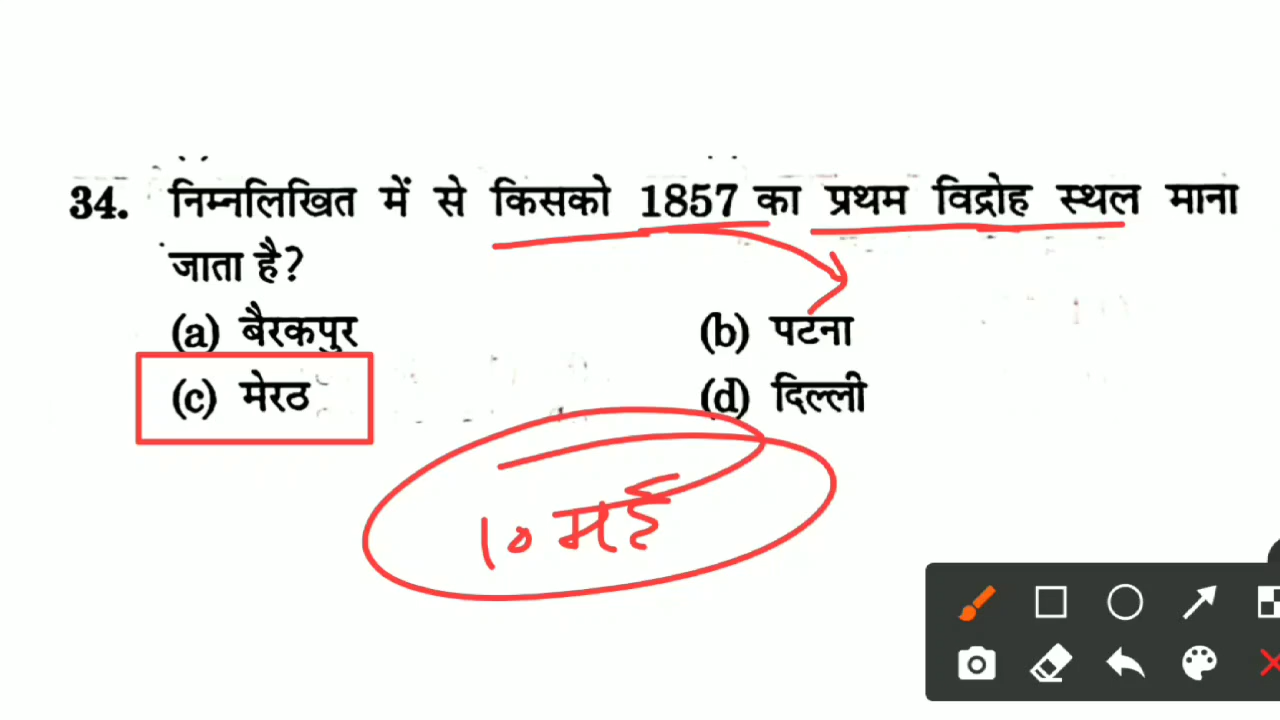 34. निम्नलिखित में से किसको 1857 का प्रथम विद्रोह स्थल माना
जाता है?
(a) बैरकपुर (b) पटना
(c) मेरठ (d) दिल्ली
10 मई